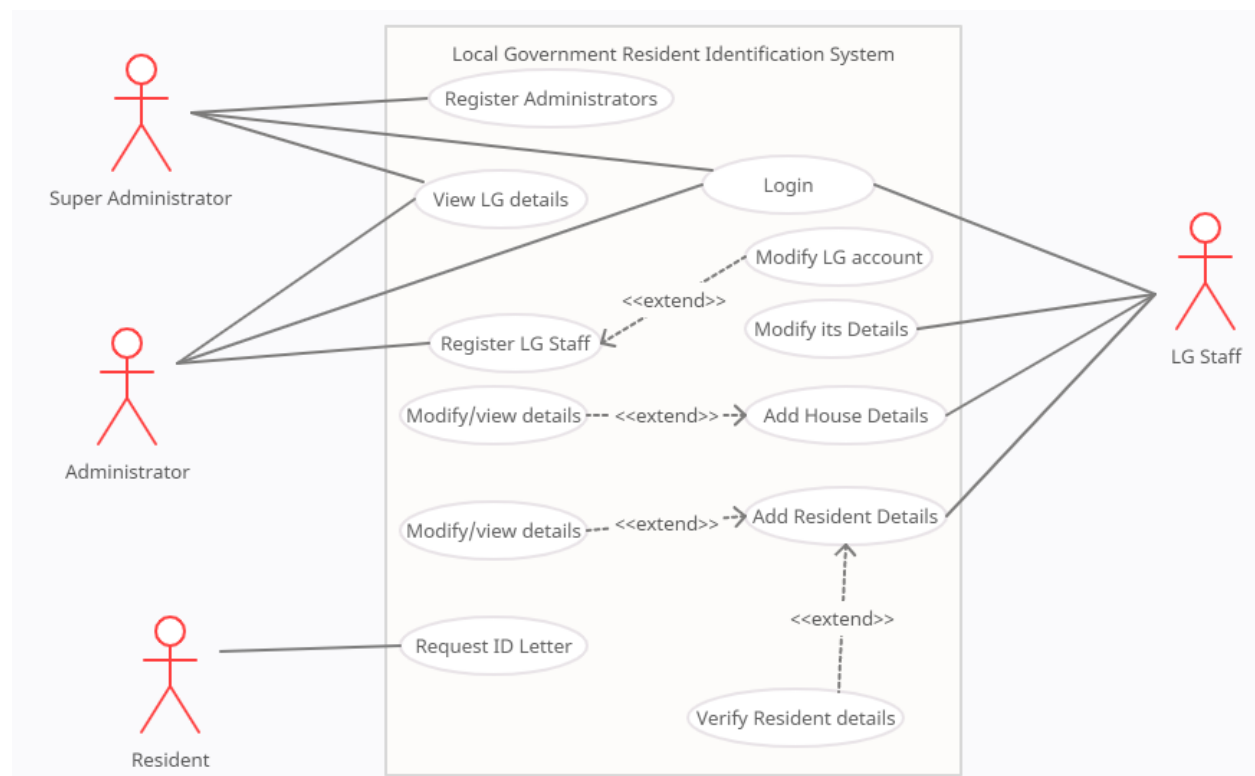 Local Government Resident Identification System
Register Administrators
Super Administrator
View LG details
Login
Modify LG account
<<extend>>
Modify its Details
Register LG Staff
LG Staff
Modify/view details
<<extend>>
Add House Details
Administrator
Modify/view details
<<extend>>
Add Resident Details
<<extend>>
Request ID Letter
Verify Resident details
Resident